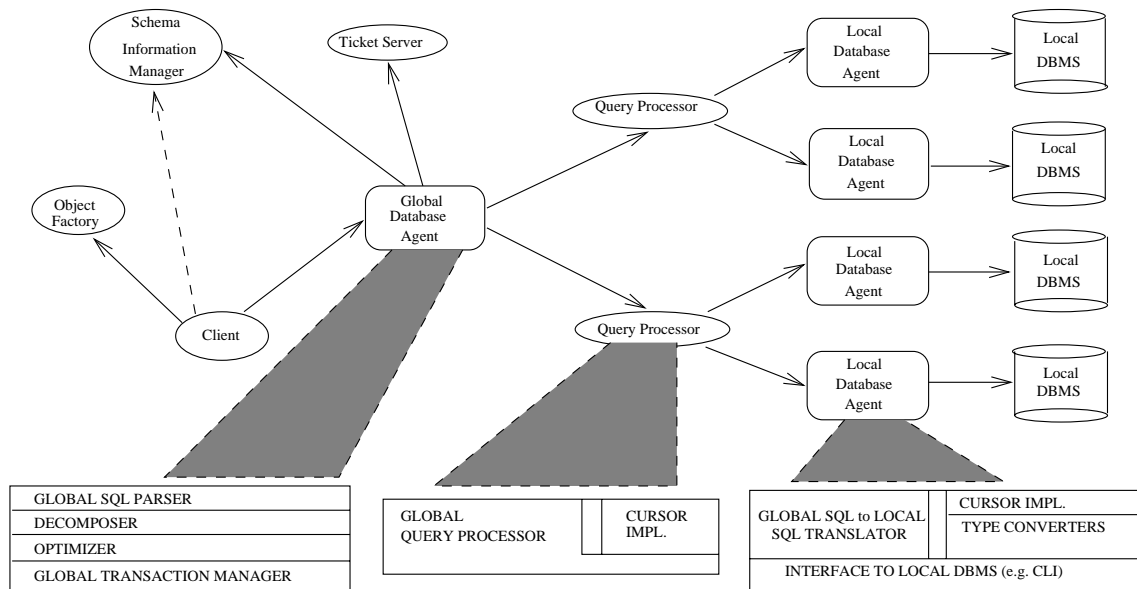 Schema
Information
Manager
Ticket Server
Local
Database
Agent
Local
DBMS
Query Processor
Local
Database
Agent
Local
DBMS
Object
Factory
Global
Database
Agent
Local
Database
Agent
Local
DBMS
Client
Query Processor
Local
Database
Agent
Local
DBMS
GLOBAL SQL PARSER
DECOMPOSER
OPTIMIZER
GLOBAL TRANSACTION MANAGER
GLOBAL
QUERY PROCESSOR
CURSOR
IMPL.
GLOBAL SQL to LOCAL
SQL TRANSLATOR
CURSOR IMPL.
TYPE CONVERTERS
INTERFACE TO LOCAL DBMS (e.g. CLI)